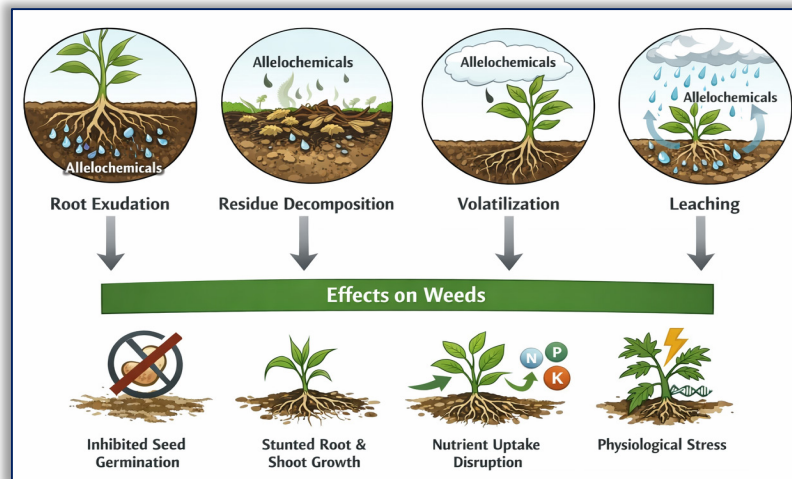 Allelochemicals
Allelochemicals
Allelochemicals
Allelochemicals
Root Exudation
Residue Decomposition
Volatilization
Leaching
Effects on Weeds
N
P
K
Inhibited Seed
Germination
Stunted Root &
Shoot Growth
Nutrient Uptake
Disruption
Physiological Stress